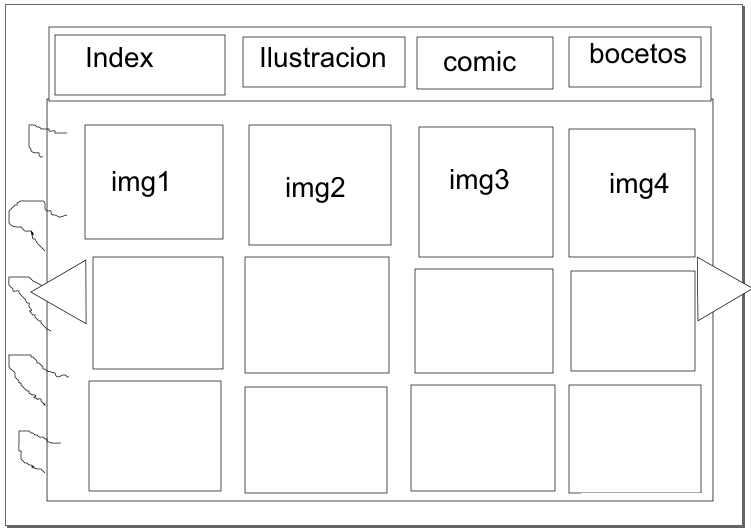 Index
Ilustracion
comic
bocetos
img1
img2
img3
img4